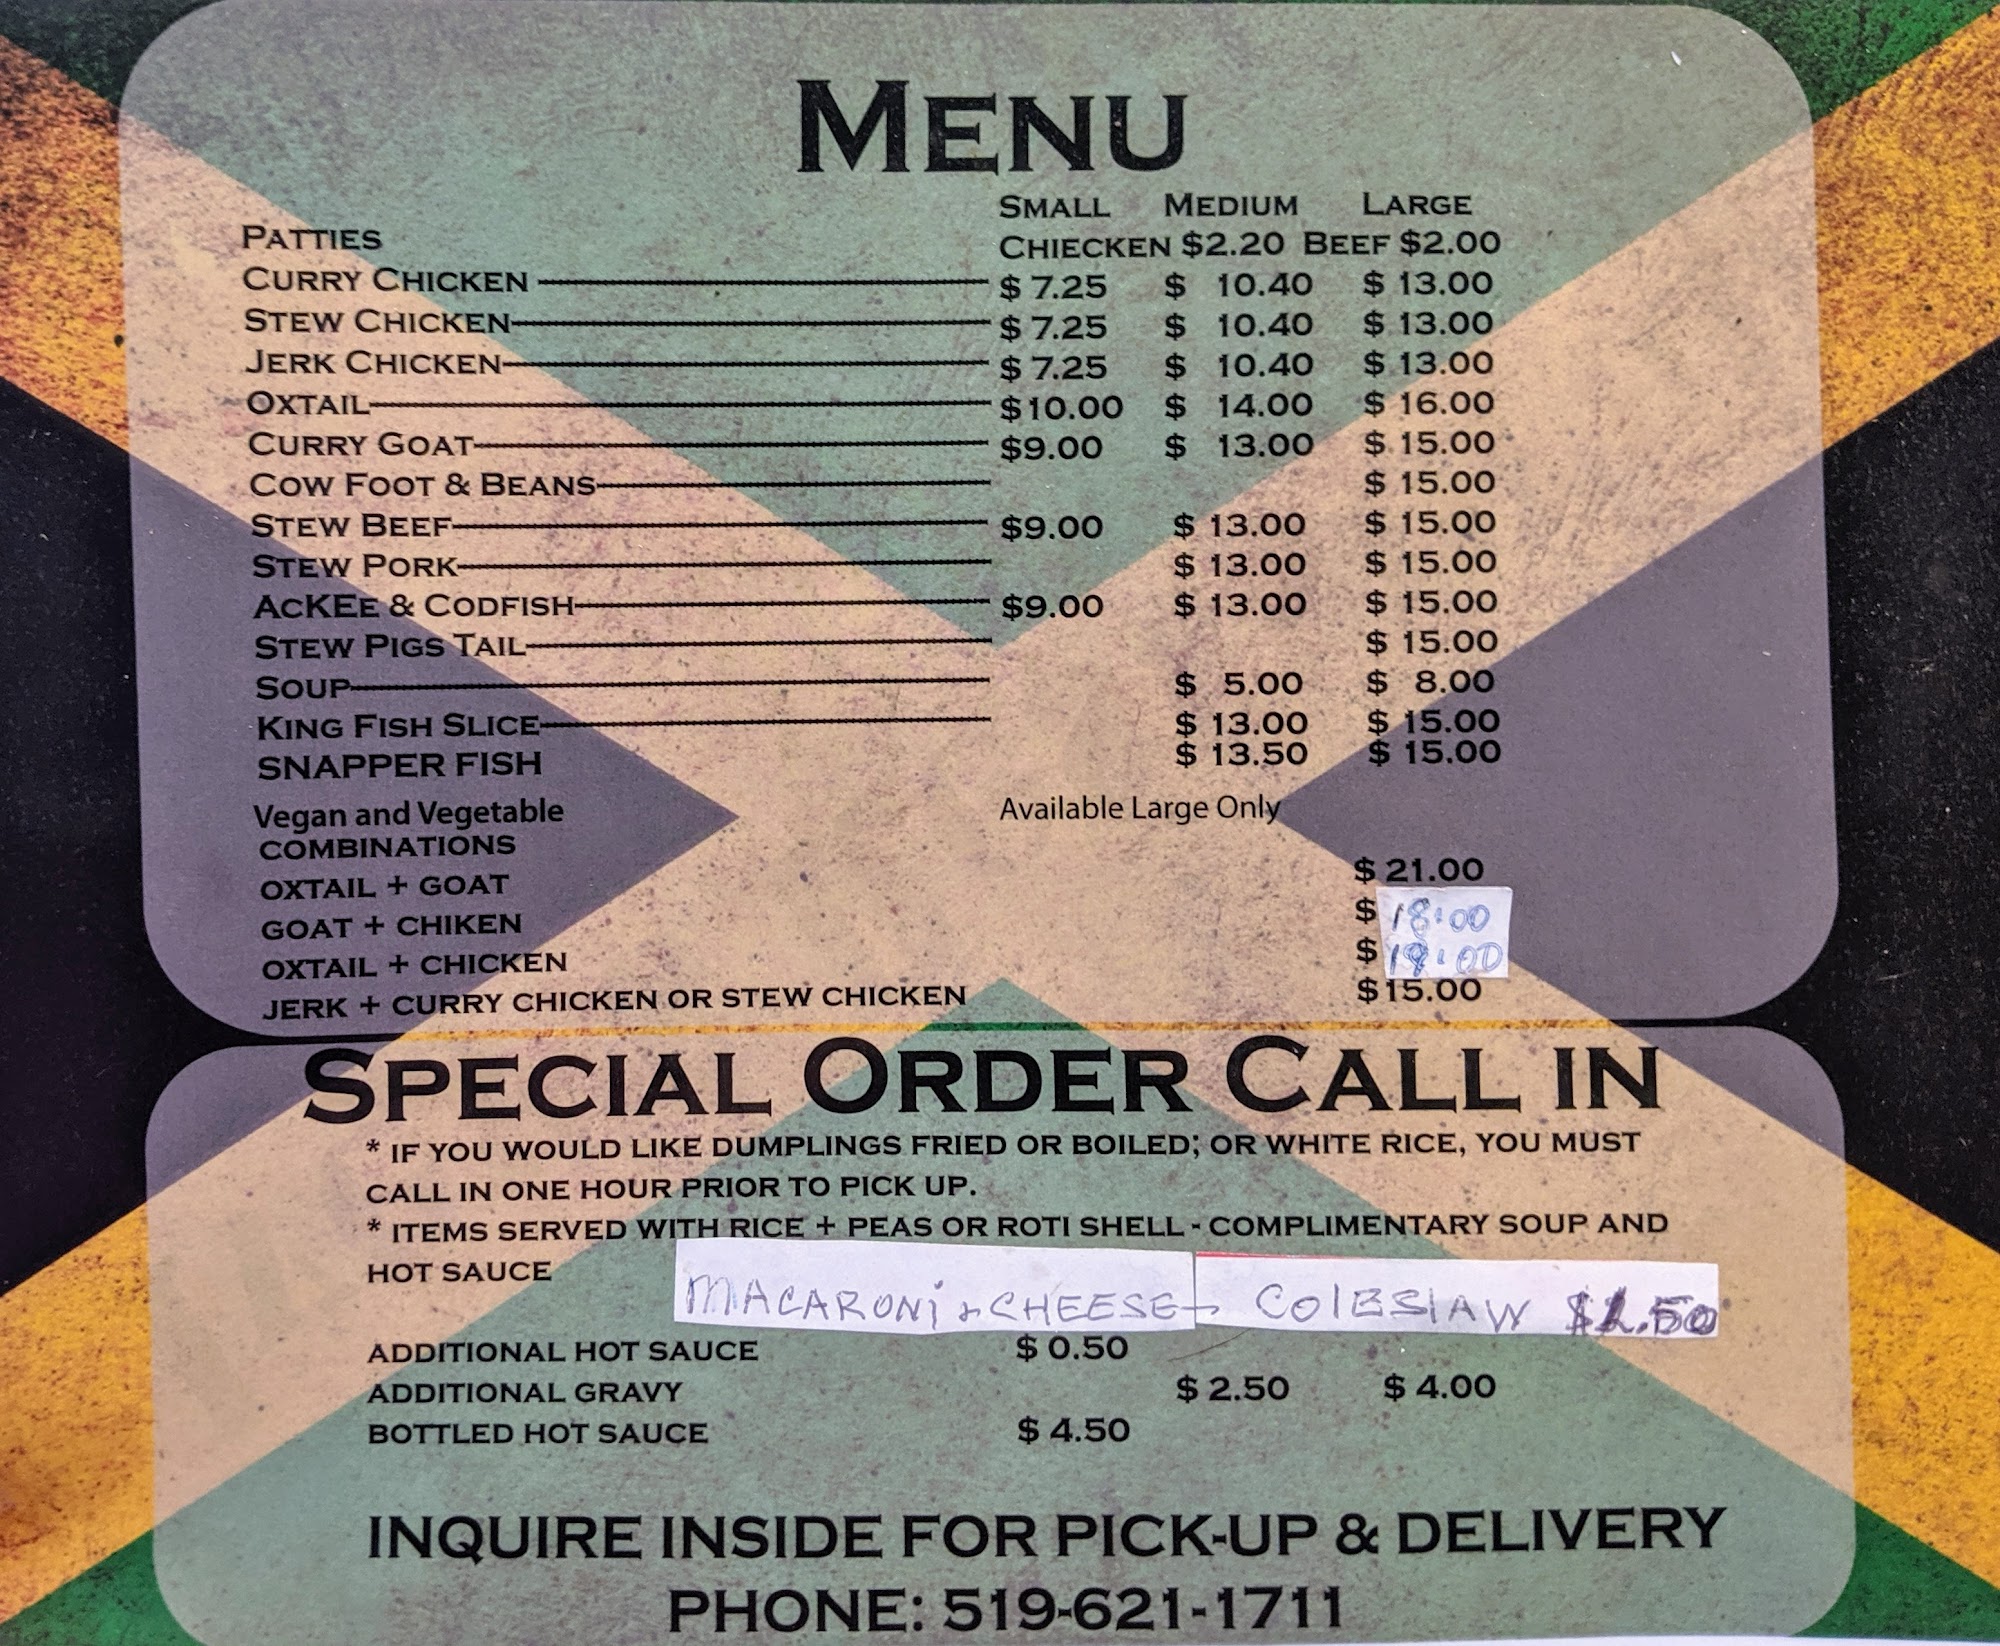 MENU
SMALL MEDIUM LARGE
PATTIES CHIECKEN $2.20 BEEF $2.00
CURRY CHICKEN $ 7.25 $ 10.40 $ 13.00
STEW CHICKEN $ 7.25 $ 10.40 $ 13.00
JERK CHICKEN $ 7.25 $ 10.40 $ 13.00
OXTAIL $10.00 $ 14.00 $ 16.00
CURRY GOAT $9.00 $ 13.00 $ 15.00
COW FOOT & BEANS $ 15.00
STEW BEEF $9.00 $ 13.00 $ 15.00
STEW PORK $ 13.00 $ 15.00
ACKEE & CODFISH $9.00 $ 13.00 $ 15.00
STEW PIGS TAIL $ 15.00
SOUP $ 5.00 $ 8.00
KING FISH SLICE $ 13.00 $ 15.00
SNAPPER FISH $ 13.50 $ 15.00
Vegan and Vegetable Available Large Only
COMBINATIONS
OXTAIL + GOAT $ 21.00
GOAT + CHIKEN $ 18.00
OXTAIL + CHICKEN $ 19.00
JERK + CURRY CHICKEN OR STEW CHICKEN $15.00
SPECIAL ORDER CALL IN
* IF YOU WOULD LIKE DUMPLINGS FRIED OR BOILED; OR WHITE RICE, YOU MUST
CALL IN ONE HOUR PRIOR TO PICK UP.
* ITEMS SERVED WITH RICE + PEAS OR ROTI SHELL - COMPLIMENTARY SOUP AND
HOT SAUCE
MACARONi + CHEESE - COlESlAW
ADDITIONAL HOT SAUCE $ 0.50
ADDITIONAL GRAVY $ 2.50 $ 4.00
BOTTLED HOT SAUCE $ 4.50
INQUIRE INSIDE FOR PICK-UP & DELIVERY
PHONE: 519-621-1711